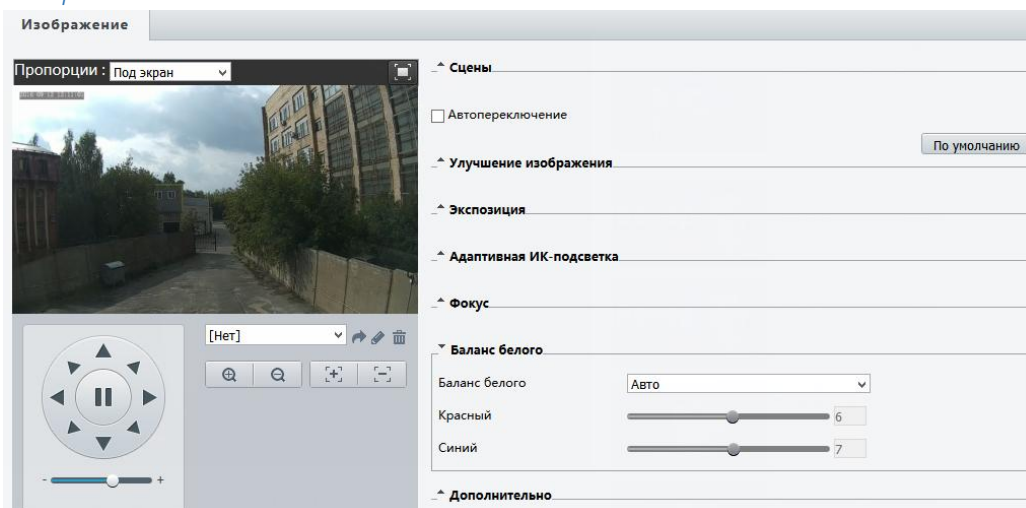 Изображение
Пропорции : Под экран
Сцены
Автопереключение
По умолчанию
Улучшение изображения
Экспозиция
Адаптивная ИК-подсветка
Фокус
[Нет]
Баланс белого
Баланс белого Авто
Красный 6
Синий 7
- +
Дополнительно